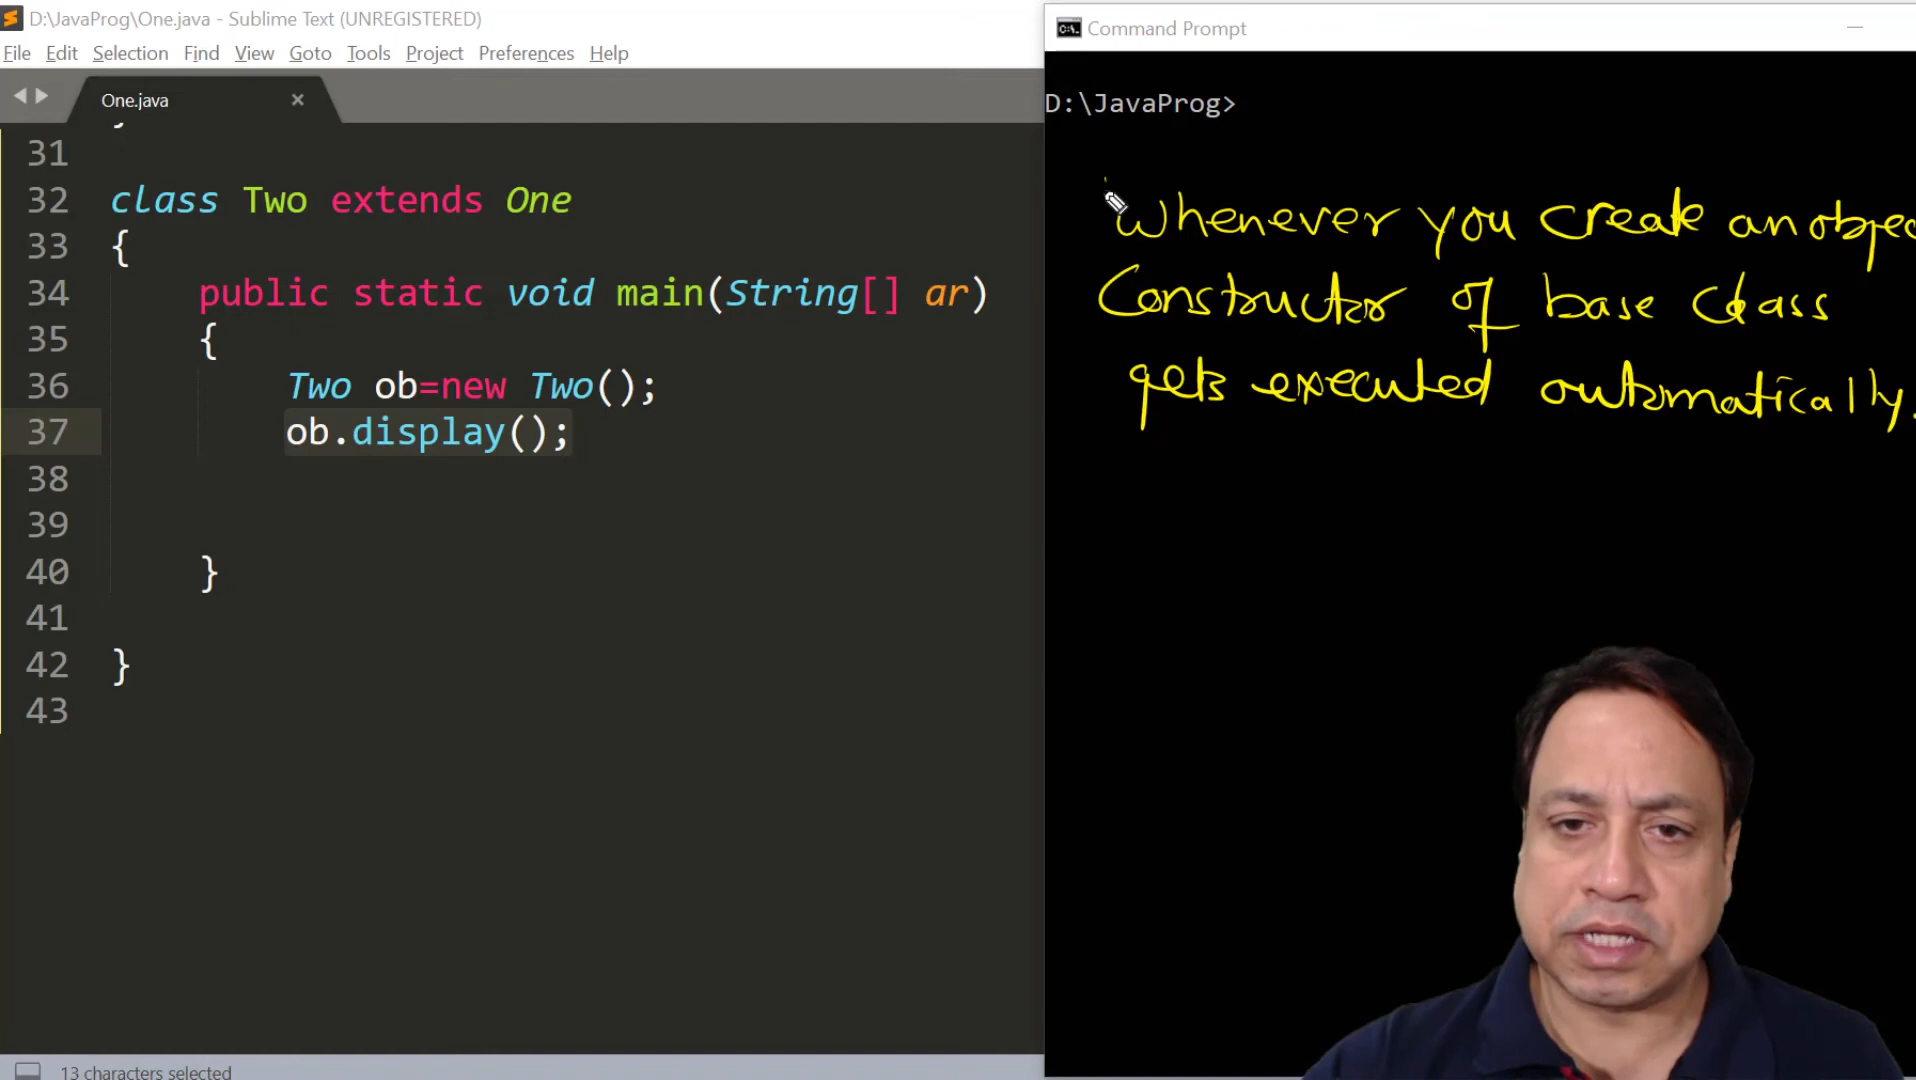 D:\JavaProg\One.java - Sublime Text (UNREGISTERED)
File Edit Selection Find View Goto Tools Project Preferences Help
One.java ×
31
32 class Two extends One
33 {
34 public static void main(String[] ar)
35 {
36 Two ob=new Two();
37 ob.display();
38
39
40 }
41
42 }
43
13 characters selected
Command Prompt
D:\JavaProg>
Whenever you create an objec
Constructor of base class
gets executed automatically.